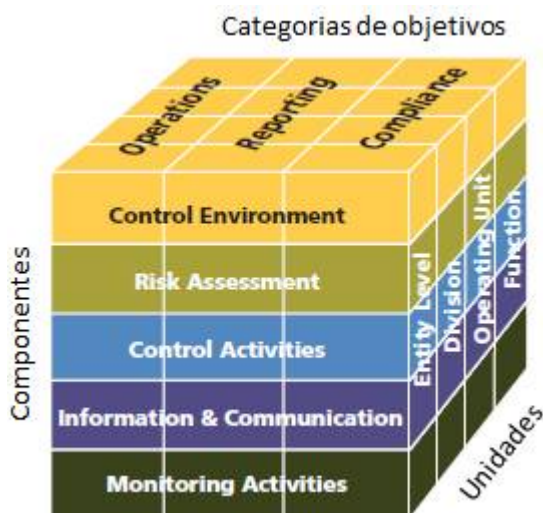 Categorias de objetivos
Operations
Reporting
Compliance
Control Environment
Risk Assessment
Control Activities
Information & Communication
Monitoring Activities
Entity Level
Division
Operating Unit
Function
Componentes
Unidades